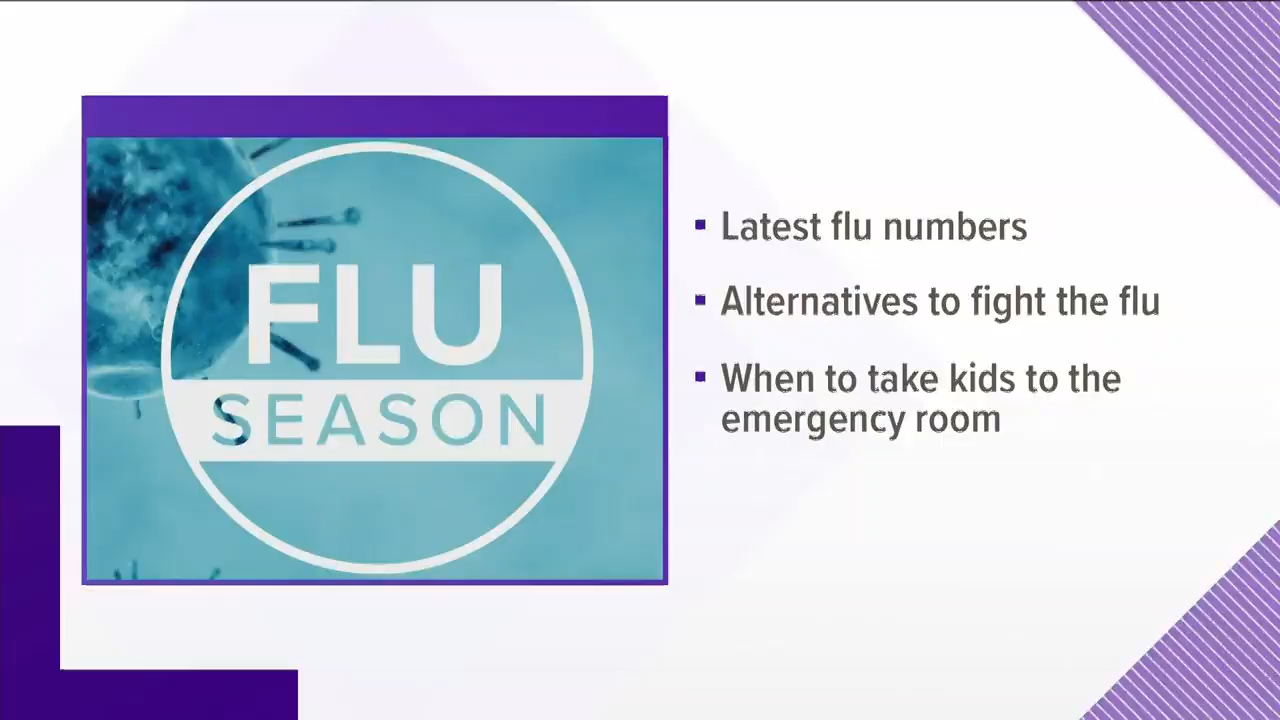 FLU
SEASON
Latest flu numbers
Alternatives to fight the flu
When to take kids to the
emergency room